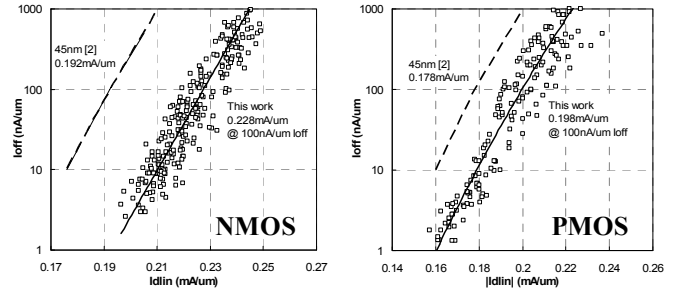 1000
100
10
1
Ioff (nA/um)
45nm [2]
0.192mA/um
This work
0.228mA/um
@ 100nA/um Ioff
NMOS
0.17
0.19
0.21
0.23
0.25
0.27
Idlin (mA/um)
1000
100
10
1
Ioff (nA/um)
45nm [2]
0.178mA/um
This work
0.198mA/um
@ 100nA/um Ioff
PMOS
0.14
0.16
0.18
0.20
0.22
0.24
0.26
|Idlin| (mA/um)